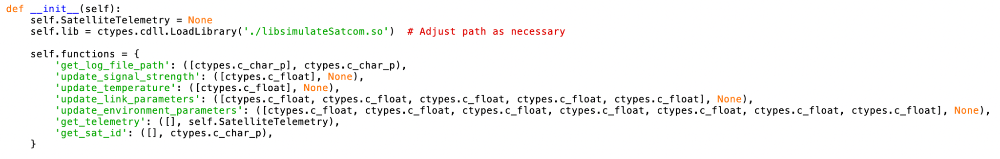 def __init__(self):
    self.SatelliteTelemetry = None
    self.lib = ctypes.cdll.LoadLibrary('./libsimulateSatcom.so')  # Adjust path as necessary

    self.functions = {
        'get_log_file_path': ([ctypes.c_char_p], ctypes.c_char_p),
        'update_signal_strength': ([ctypes.c_float], None),
        'update_temperature': ([ctypes.c_float], None),
        'update_link_parameters': ([ctypes.c_float, ctypes.c_float, ctypes.c_float, ctypes.c_float, ctypes.c_float], None),
        'update_environment_parameters': ([ctypes.c_float, ctypes.c_float, ctypes.c_float, ctypes.c_float, ctypes.c_float, ctypes.c_float, ctypes.c_float], None),
        'get_telemetry': ([], self.SatelliteTelemetry),
        'get_sat_id': ([], ctypes.c_char_p),
    }